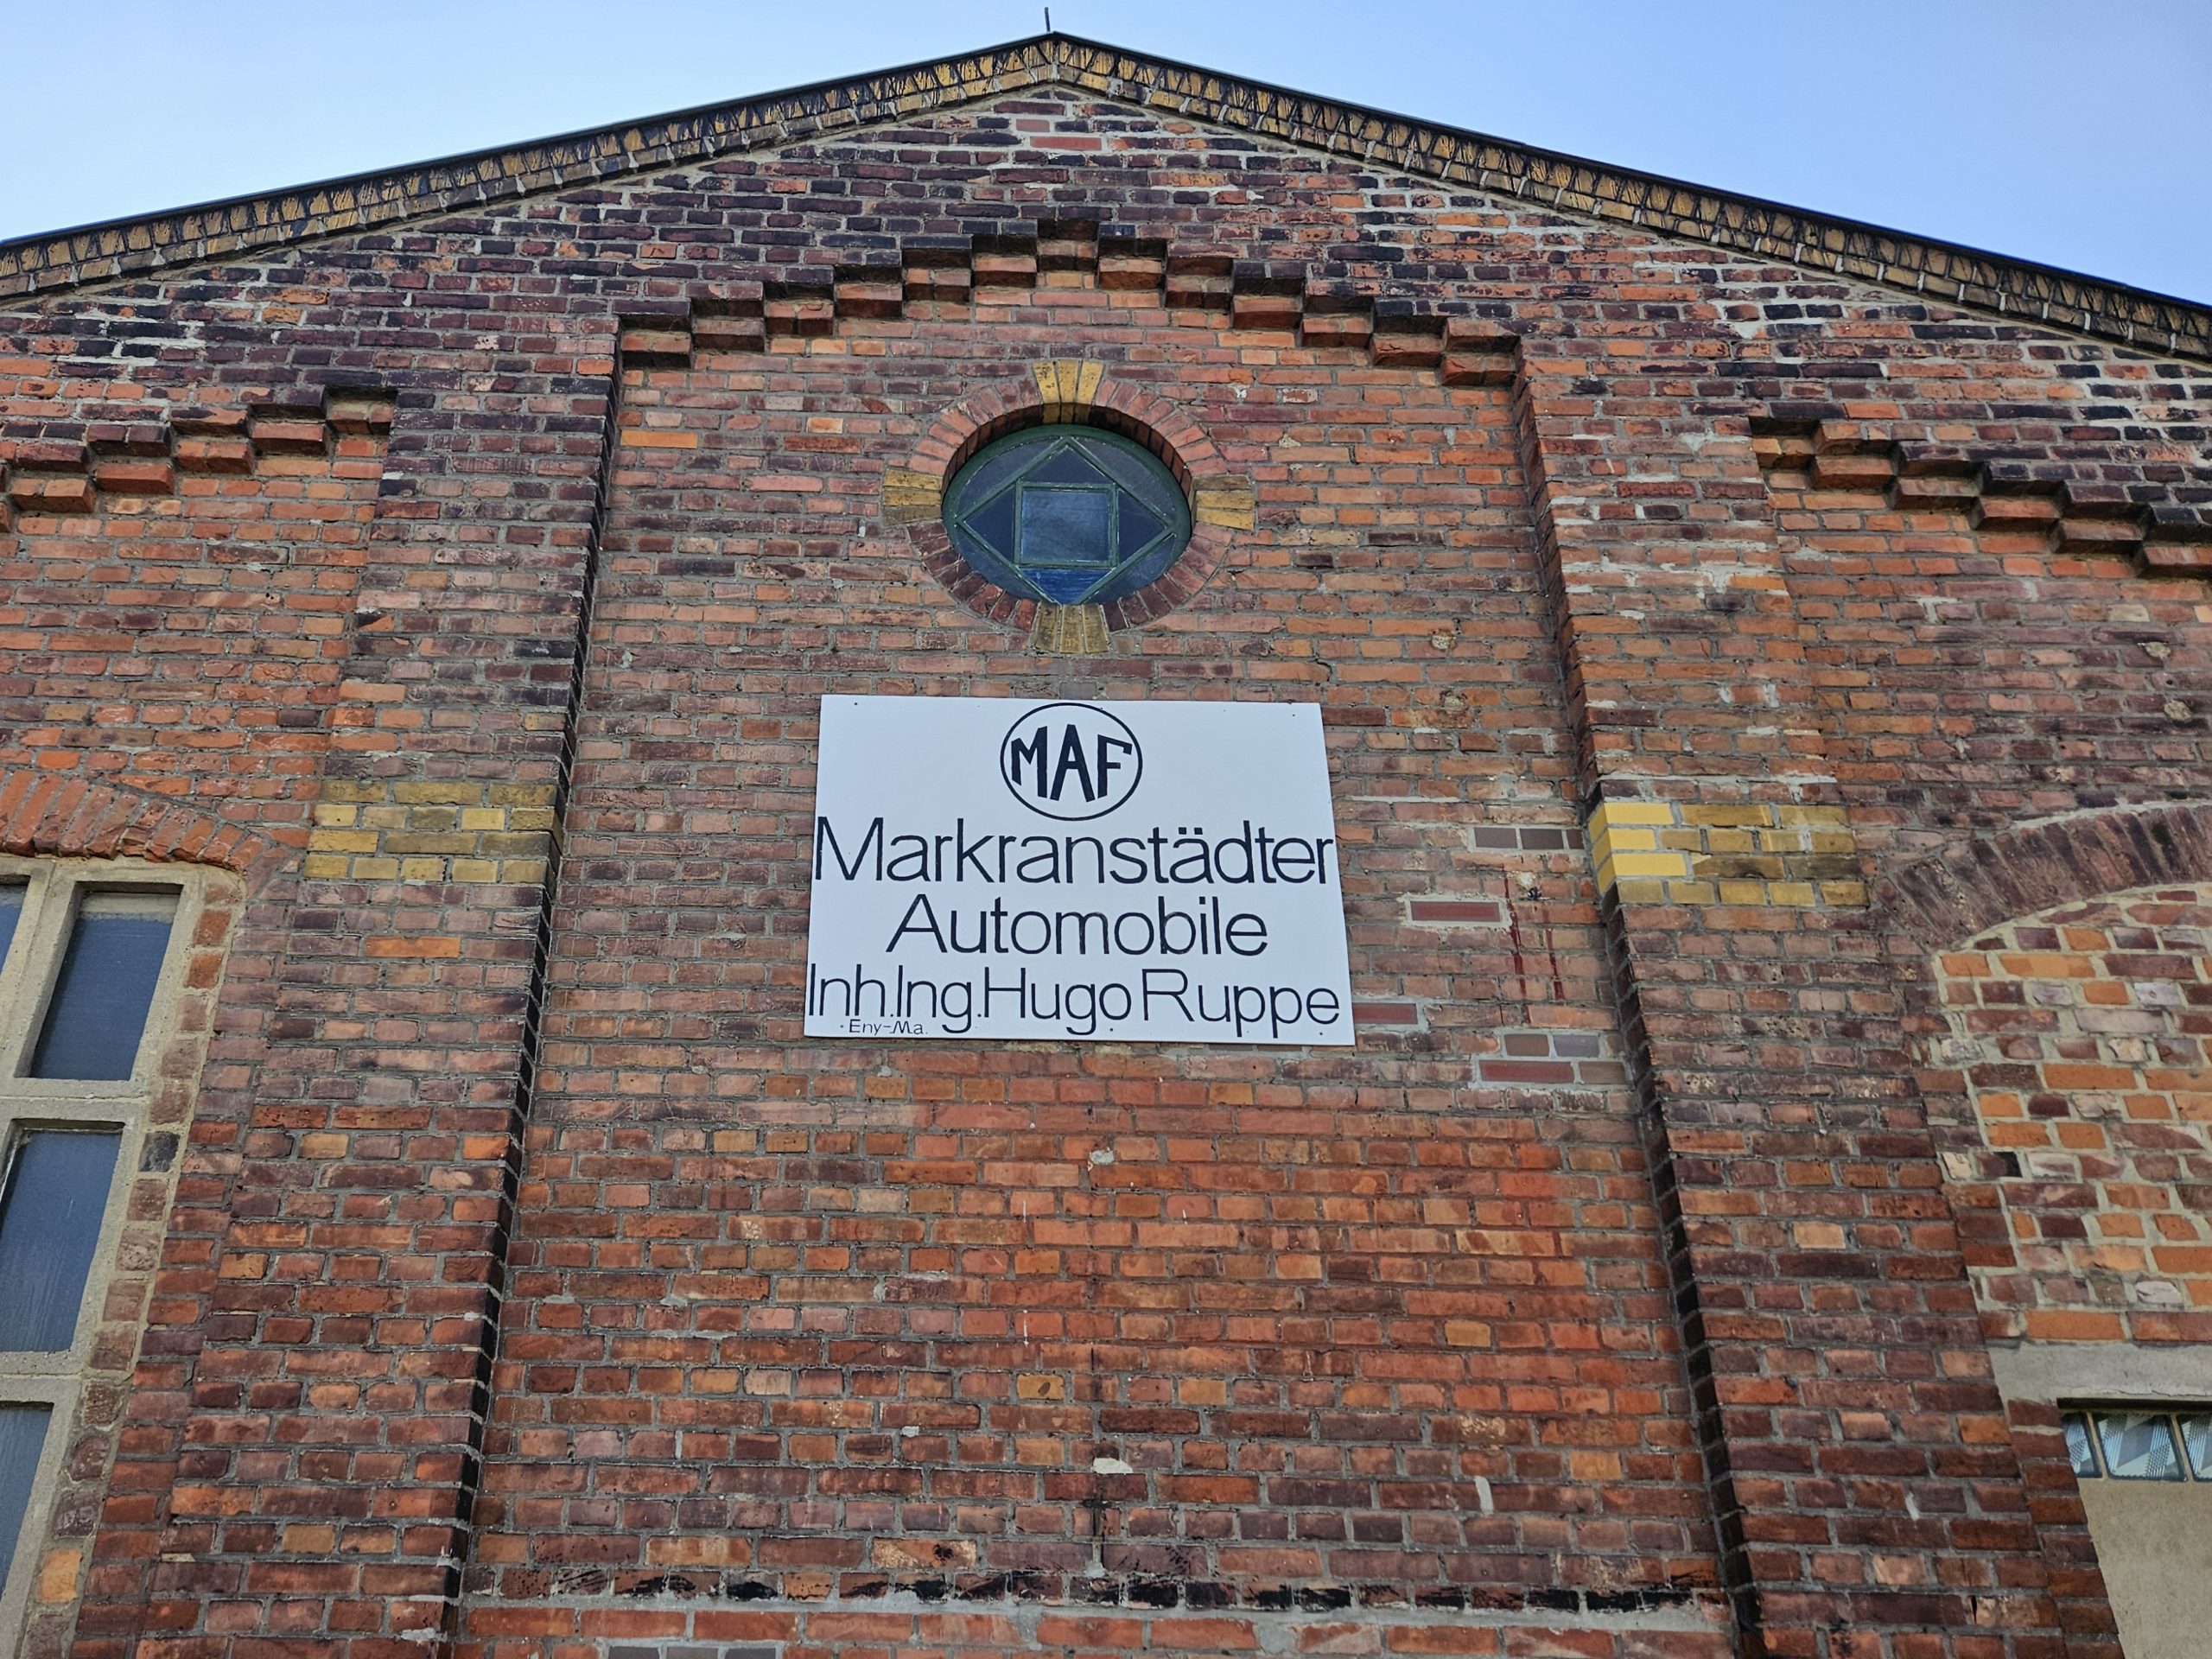 MAF
Markranstädter
Automobile
Inh.Ing.Hugo Ruppe
Eny-Ma.